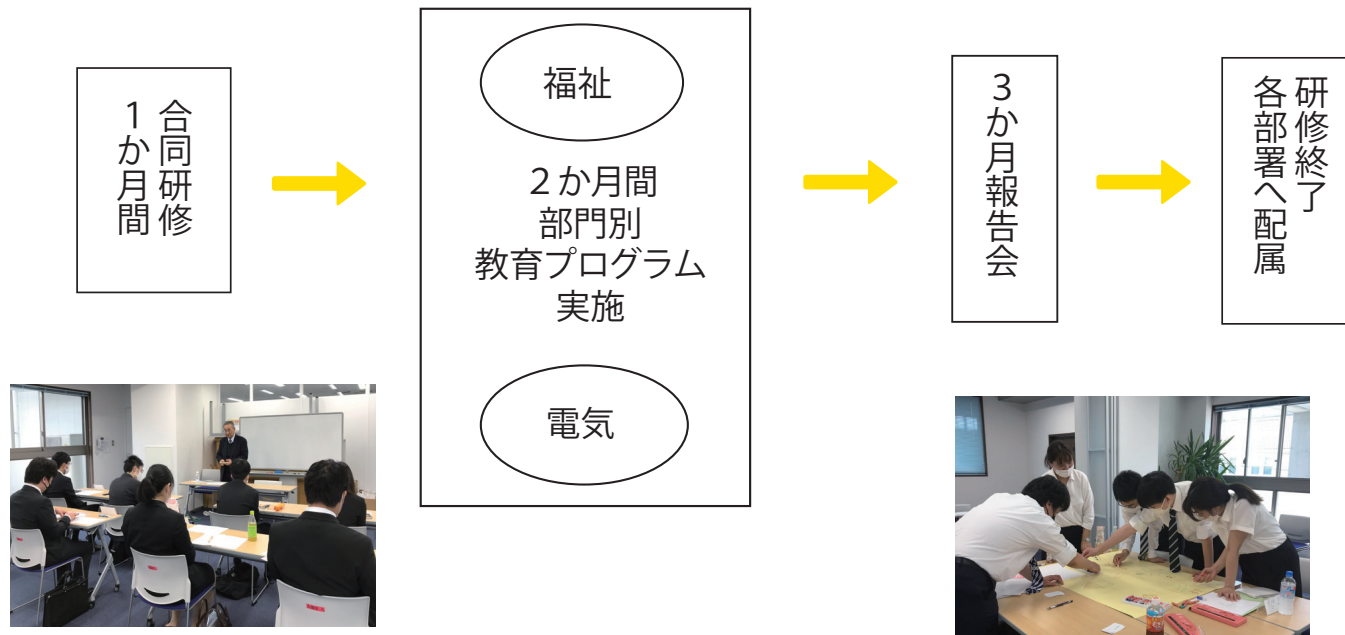 合同研修
１か月間
福祉
２か月間
部門別
教育プログラム
実施
電気
３か月報告会
研修終了
各部署へ配属